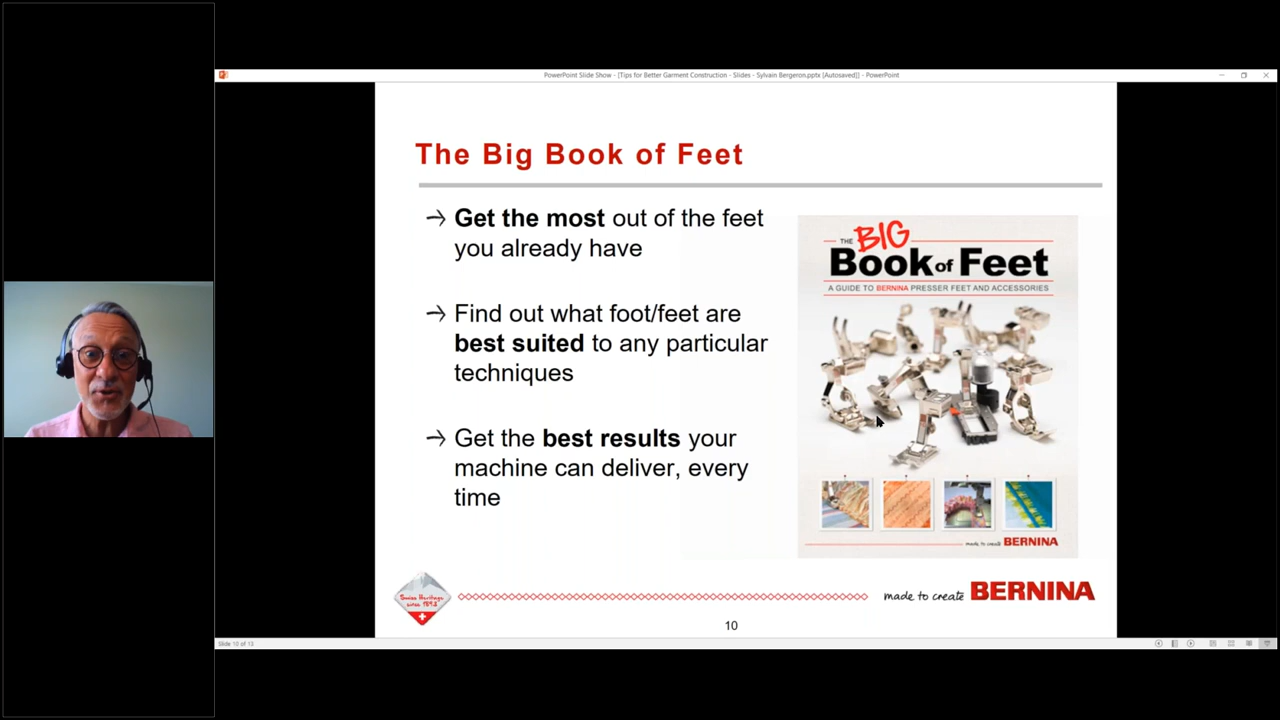 PowerPoint Slide Show - [Tips for Better Garment Construction - Slides - Sylvain Bergeron.pptx [Autosaved]] - PowerPoint
The Big Book of Feet
Get the most out of the feet
you already have
Find out what foot/feet are
best suited to any particular
techniques
Get the best results your
machine can deliver, every
time
THE BIG
Book of Feet
A GUIDE TO BERNINA PRESSER FEET AND ACCESSORIES
made to create BERNINA
Swiss Heritage
since 1893
made to create BERNINA
10
Slide 10 of 13